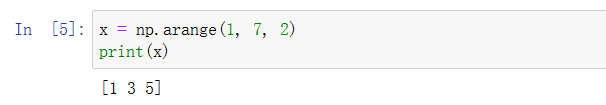 In [5]: x = np.arange(1, 7, 2)
print(x)
[1 3 5]